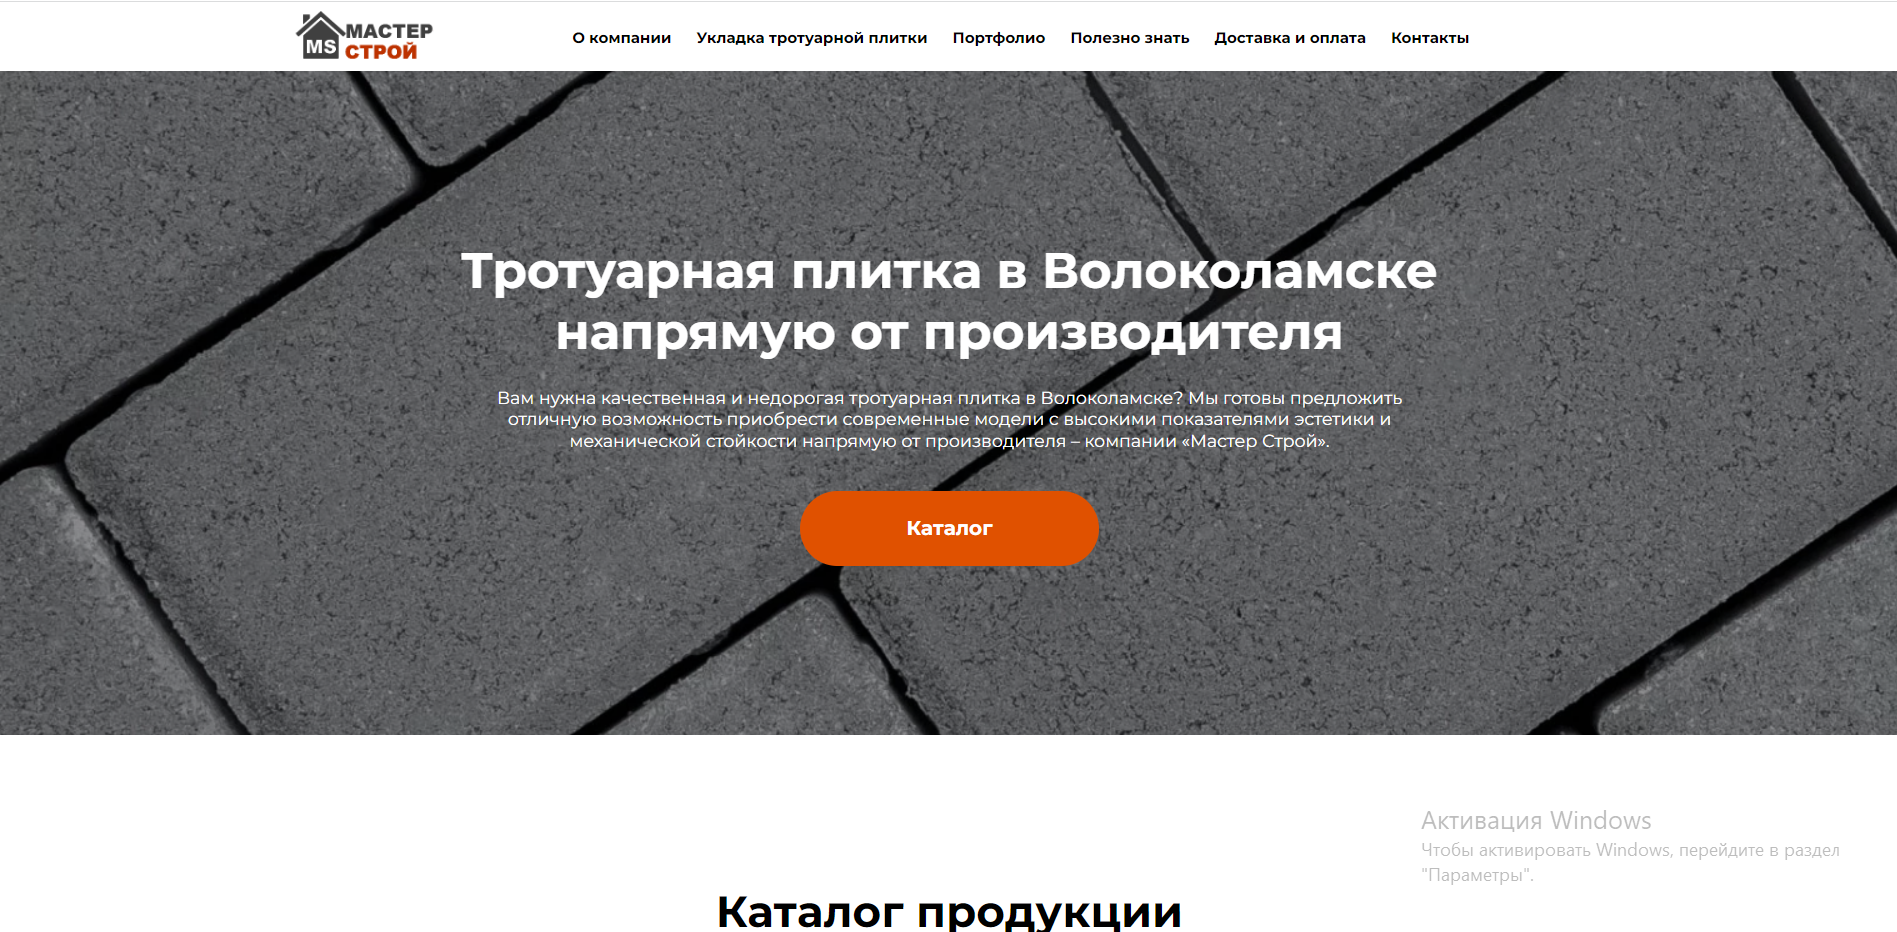 MS
МАСТЕР
СТРОЙ
О компании
Укладка тротуарной плитки
Портфолио
Полезно знать
Доставка и оплата
Контакты
Тротуарная плитка в Волоколамске
напрямую от производителя
Вам нужна качественная и недорогая тротуарная плитка в Волоколамске? Мы готовы предложить
отличную возможность приобрести современные модели с высокими показателями эстетики и
механической стойкости напрямую от производителя – компании «Мастер Строй».
Каталог
Активация Windows
Чтобы активировать Windows, перейдите в раздел
"Параметры".
Каталог продукции